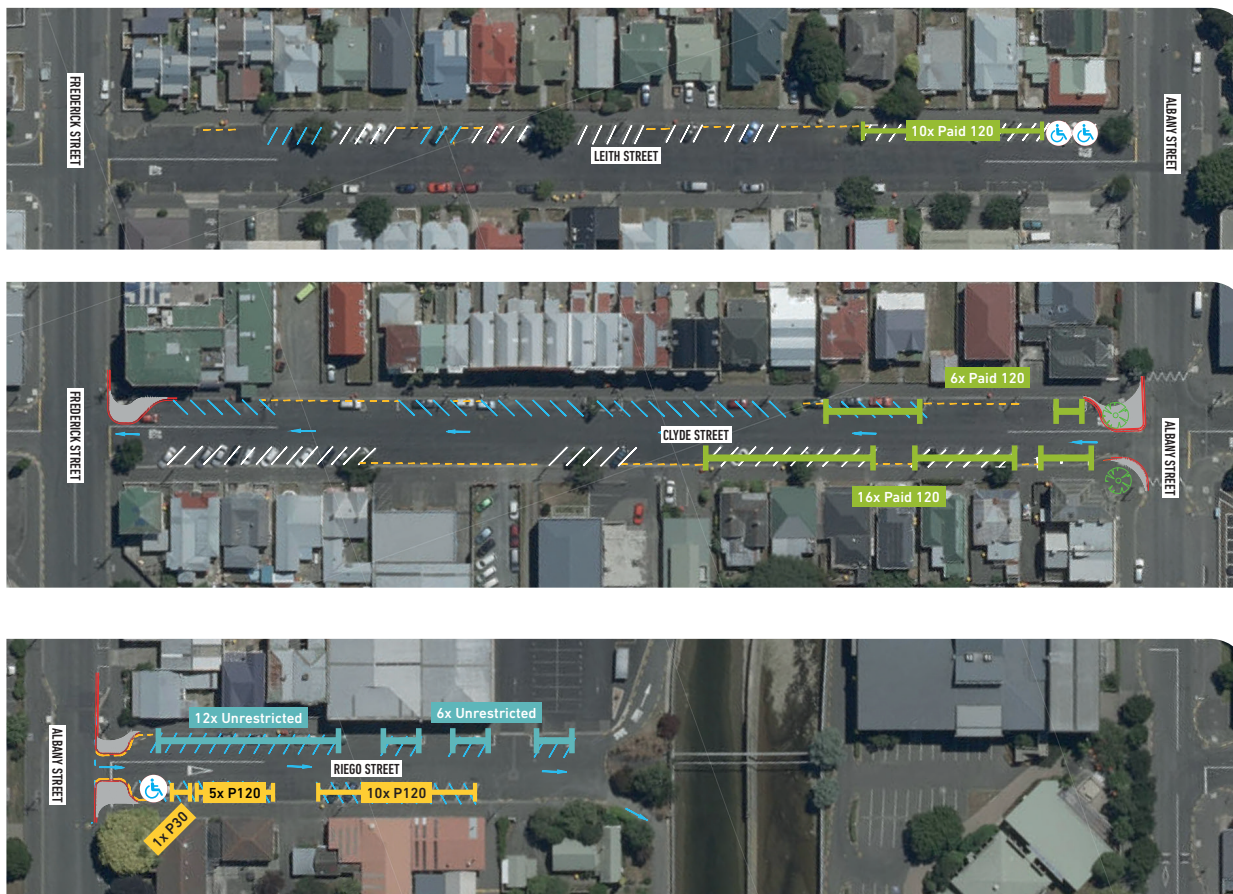 FREDERICK STREET
10x Paid 120
LEITH STREET
ALBANY STREET
6x Paid 120
FREDERICK STREET
CLYDE STREET
ALBANY STREET
16x Paid 120
12x Unrestricted
6x Unrestricted
ALBANY STREET
RIEGO STREET
5x P120
10x P120
1x P30